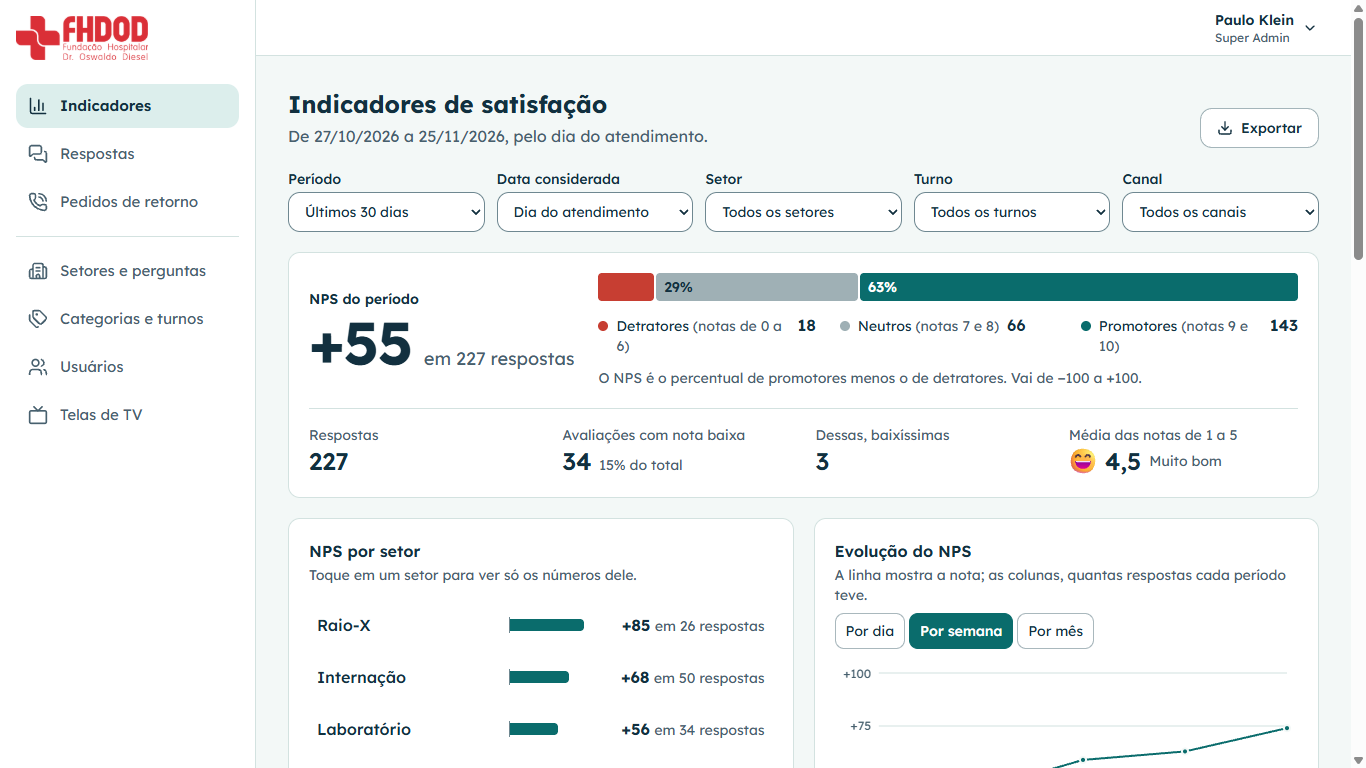 FHDOD
Fundação Hospitalar
Dr. Oswaldo Diesel
Paulo Klein
Super Admin
Indicadores
Respostas
Pedidos de retorno
Setores e perguntas
Categorias e turnos
Usuários
Telas de TV
Indicadores de satisfação
De 27/10/2026 a 25/11/2026, pelo dia do atendimento.
Exportar
Período
Data considerada
Setor
Turno
Canal
Últimos 30 dias
Dia do atendimento
Todos os setores
Todos os turnos
Todos os canais
NPS do período
+55 em 227 respostas
29%
63%
Detratores (notas de 0 a 6) 18
Neutros (notas 7 e 8) 66
Promotores (notas 9 e 10) 143
O NPS é o percentual de promotores menos o de detratores. Vai de −100 a +100.
Respostas
227
Avaliações com nota baixa
34 15% do total
Dessas, baixíssimas
3
Média das notas de 1 a 5
4,5 Muito bom
NPS por setor
Toque em um setor para ver só os números dele.
Raio-X +85 em 26 respostas
Internação +68 em 50 respostas
Laboratório +56 em 34 respostas
Evolução do NPS
A linha mostra a nota; as colunas, quantas respostas cada período
teve.
Por dia
Por semana
Por mês
+100
+75